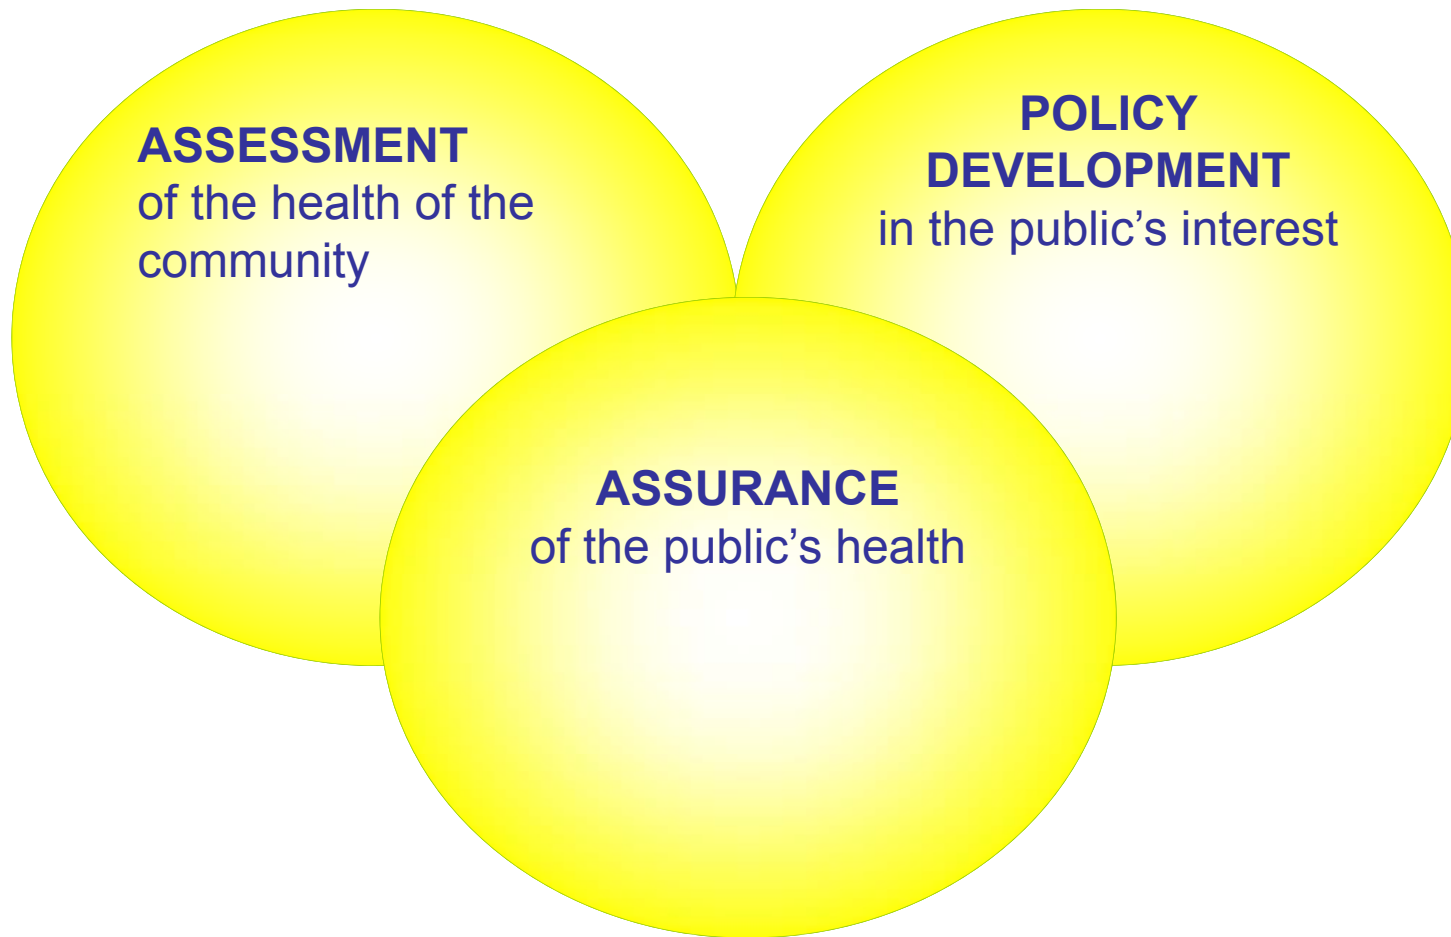 ASSESSMENT
of the health of the
community
POLICY
DEVELOPMENT
in the public’s interest
ASSURANCE
of the public’s health